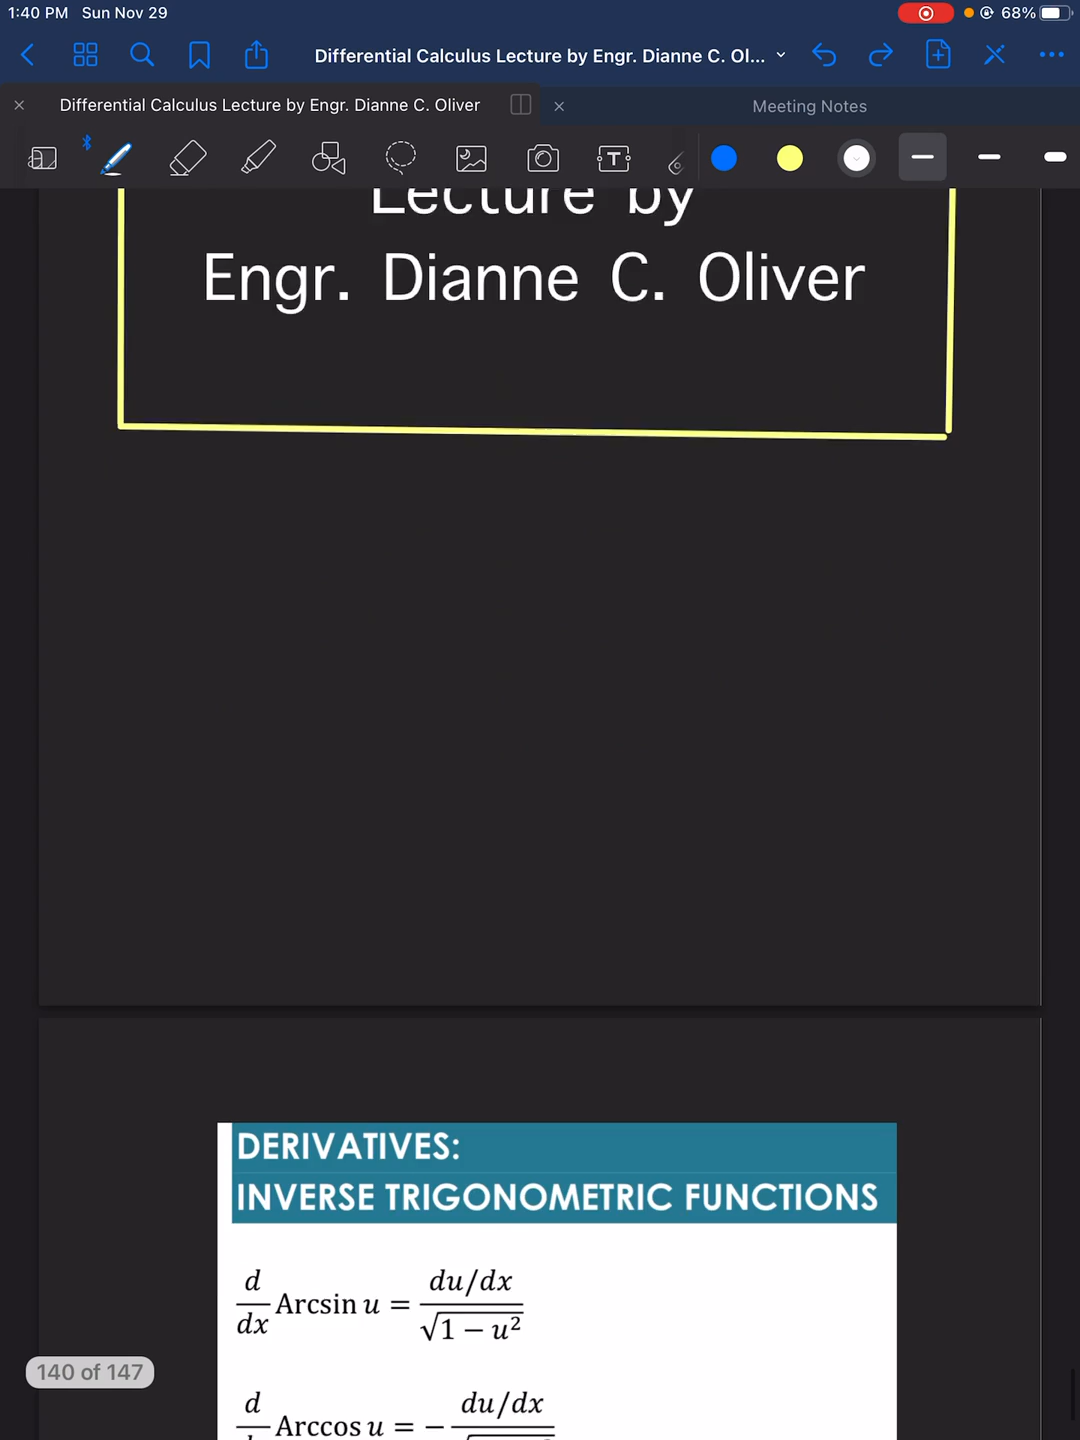 1:40 PM Sun Nov 29
68%
Differential Calculus Lecture by Engr. Dianne C. Ol...
Differential Calculus Lecture by Engr. Dianne C. Oliver
Meeting Notes
Lecture by
Engr. Dianne C. Oliver
DERIVATIVES:
INVERSE TRIGONOMETRIC FUNCTIONS
d/dx Arcsin u = du/dx / √1 − u²
140 of 147
d Arccos u = − du/dx